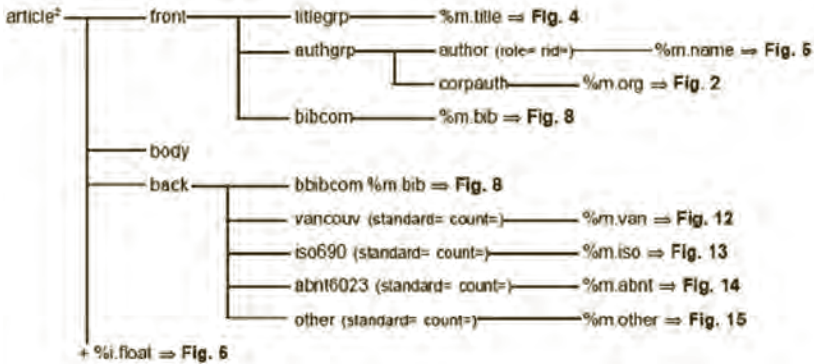 article² front titlegrp %m.title ⇒ Fig. 4
authgrp author (role= rid=) %m.name ⇒ Fig. 5
corpauth %m.org ⇒ Fig. 2
bibcom %m.bib ⇒ Fig. 8
body
back bbibcom %m.bib ⇒ Fig. 8
vancouv (standard= count=) %m.van ⇒ Fig. 12
iso690 (standard= count=) %m.iso ⇒ Fig. 13
abnt6023 (standard= count=) %m.abnt ⇒ Fig. 14
other (standard= count=) %m.other ⇒ Fig. 15
+ %i.float ⇒ Fig. 6